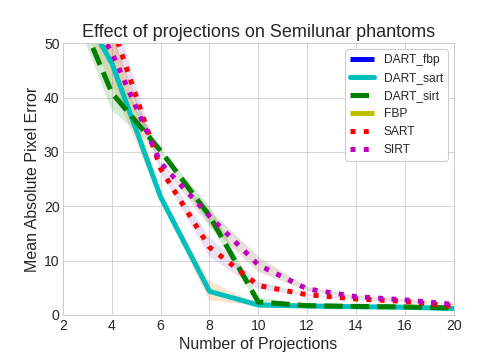 Effect of projections on Semilunar phantoms
Mean Absolute Pixel Error
50
40
30
20
10
0
2
4
6
8
10
12
14
16
18
20
Number of Projections
DART_fbp
DART_sart
DART_sirt
FBP
SART
SIRT